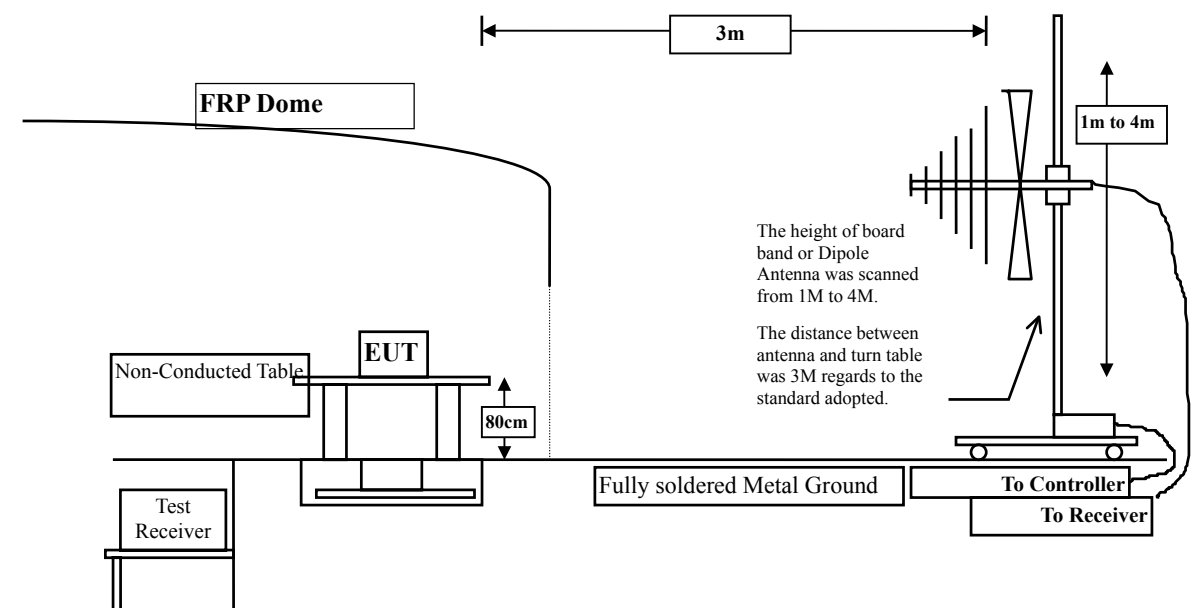 3m
FRP Dome
1m to 4m
The height of board
band or Dipole
Antenna was scanned
from 1M to 4M.
The distance between
antenna and turn table
was 3M regards to the
standard adopted.
EUT
Non-Conducted Table
80cm
Fully soldered Metal Ground
To Controller
To Receiver
Test
Receiver